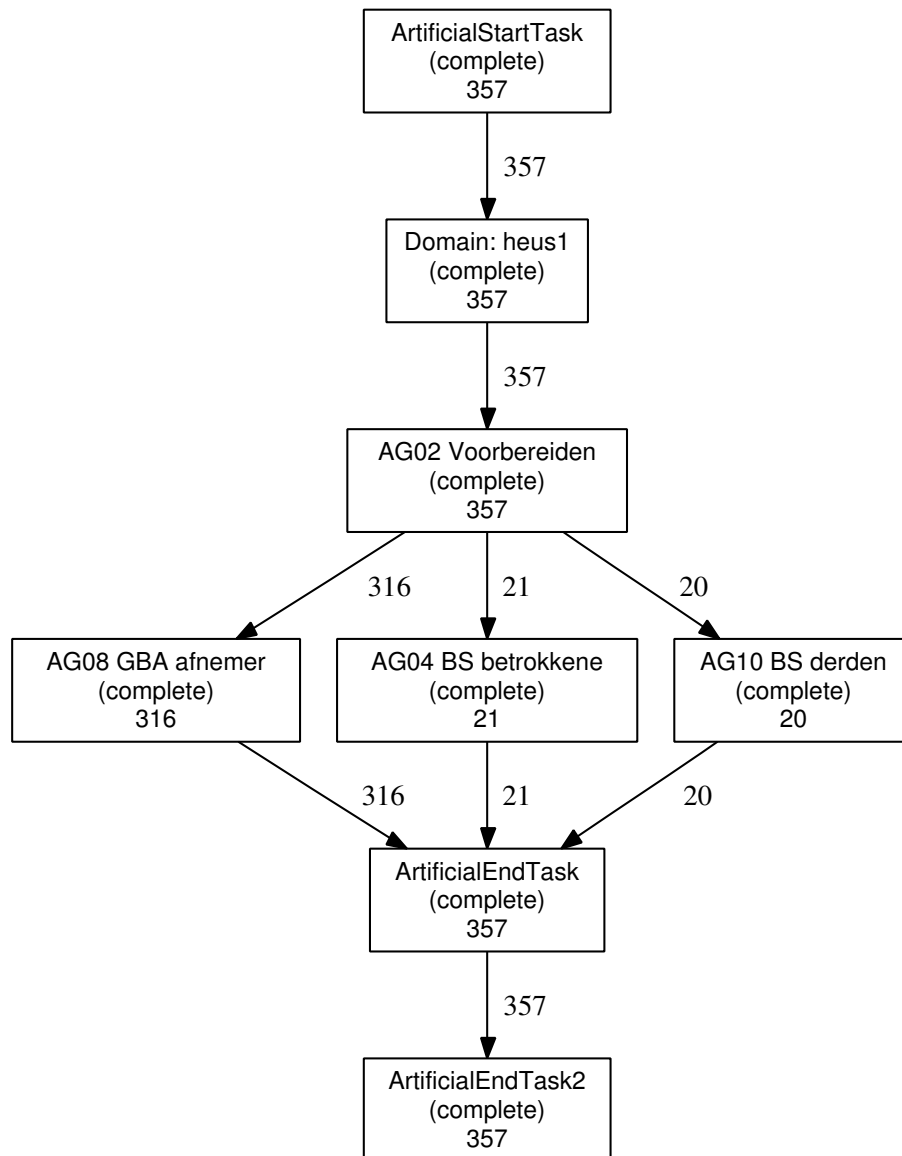 ArtificialStartTask
(complete)
357
357
Domain: heus1
(complete)
357
357
AG02 Voorbereiden
(complete)
357
316
21
20
AG08 GBA afnemer
(complete)
316
AG04 BS betrokkene
(complete)
21
AG10 BS derden
(complete)
20
316
21
20
ArtificialEndTask
(complete)
357
357
ArtificialEndTask2
(complete)
357